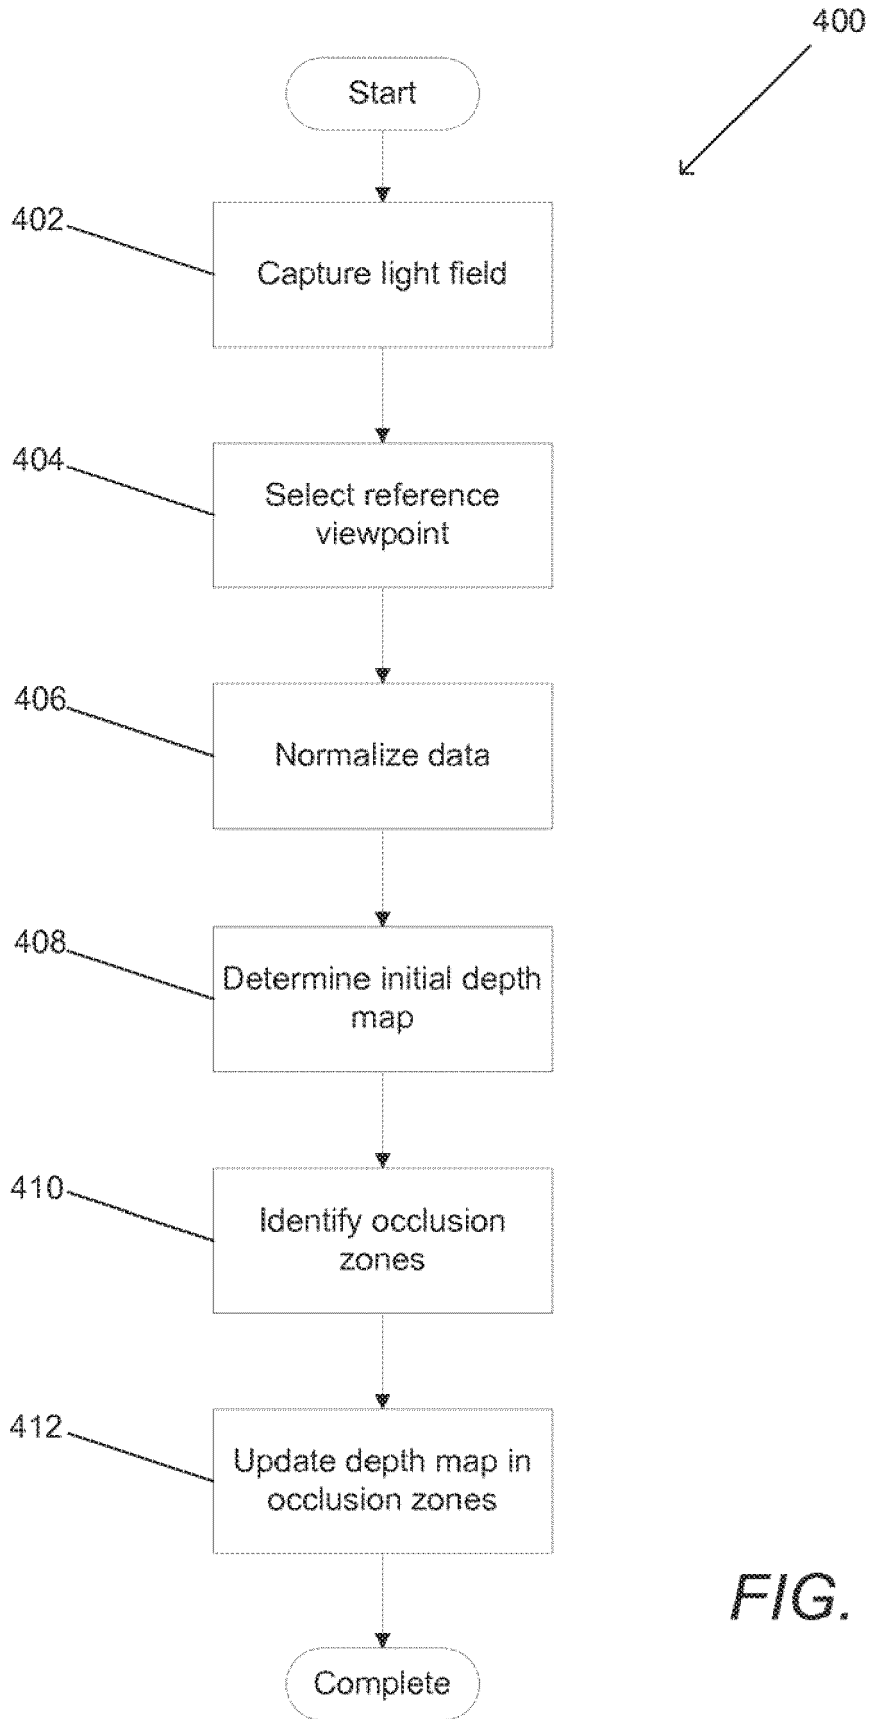 400
Start
402
Capture light field
404
Select reference
viewpoint
406
Normalize data
408
Determine initial depth
map
410
Identify occlusion
zones
412
Update depth map in
occlusion zones
FIG.
Complete